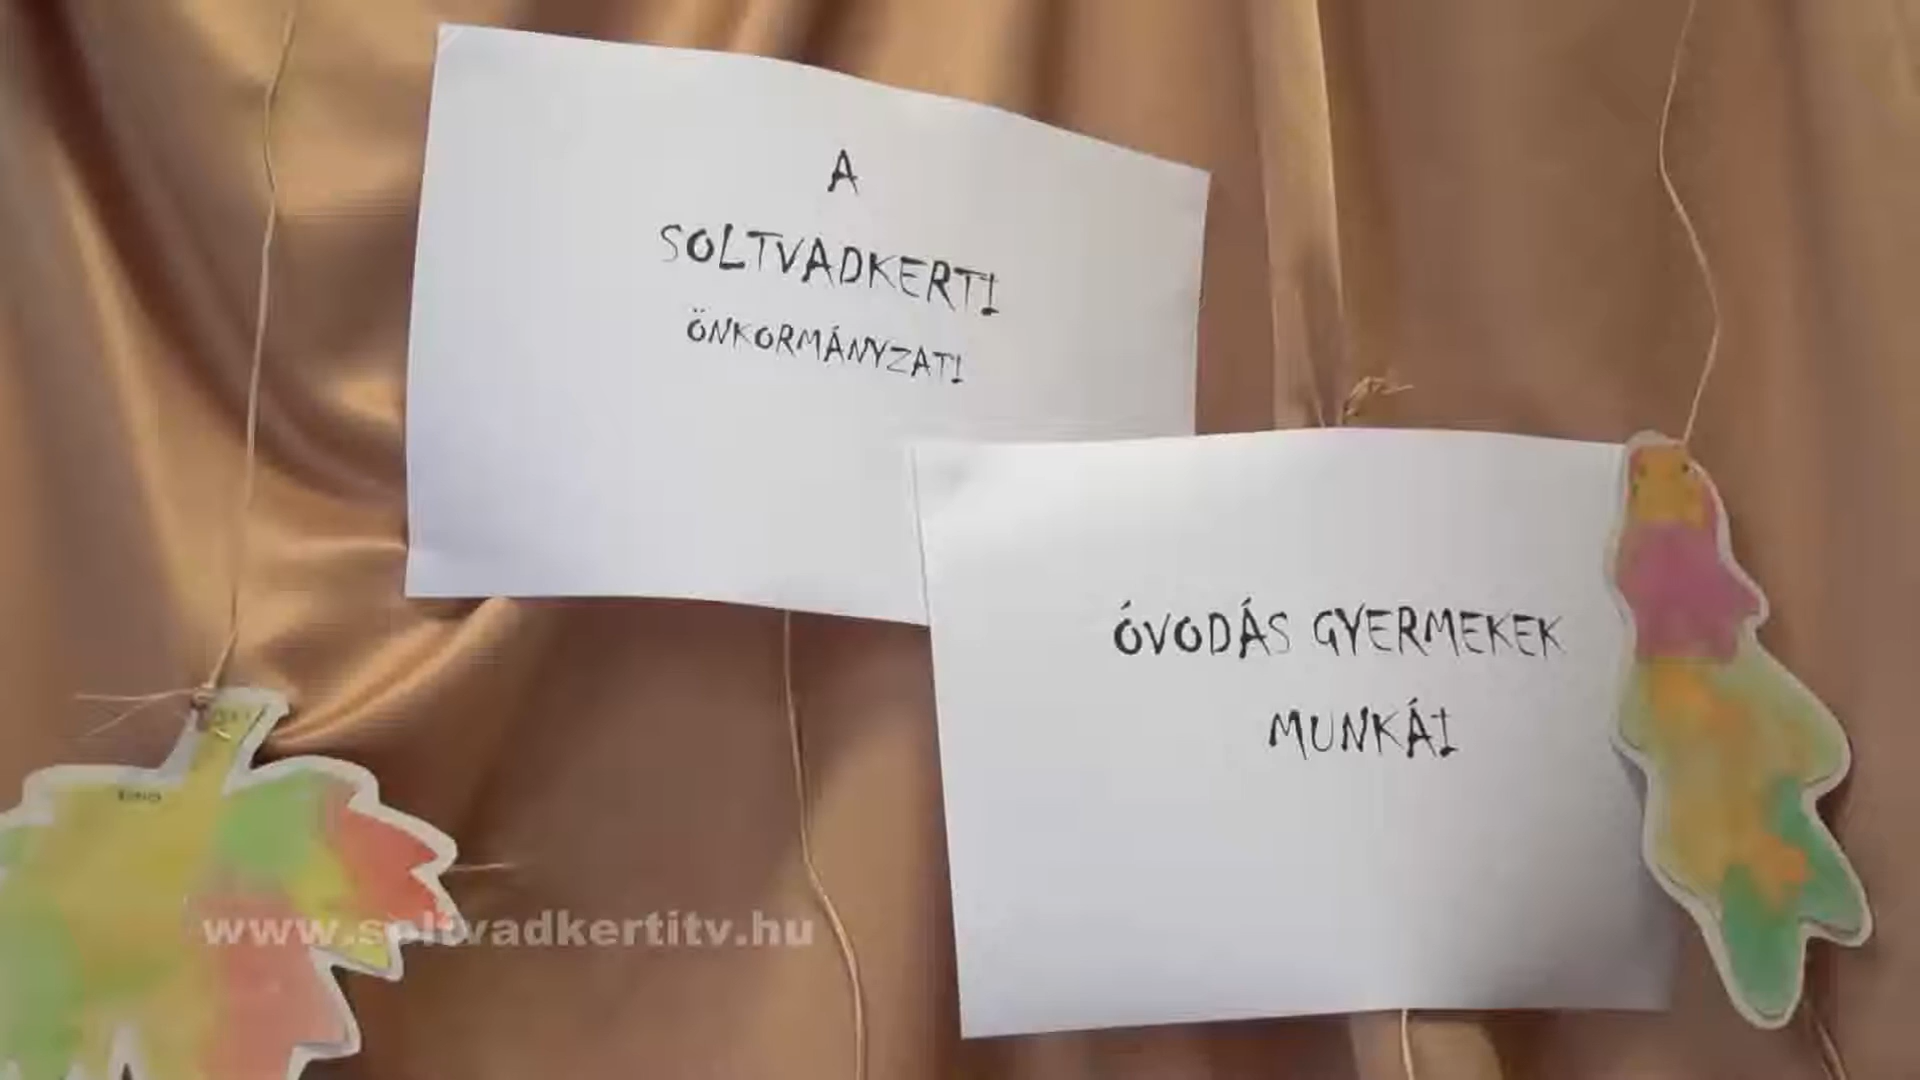 A
SOLTVADKERTI
ÖNKORMÁNYZATI
ÓVODÁS GYERMEKEK
MUNKÁI
www.soltvadkertitv.hu